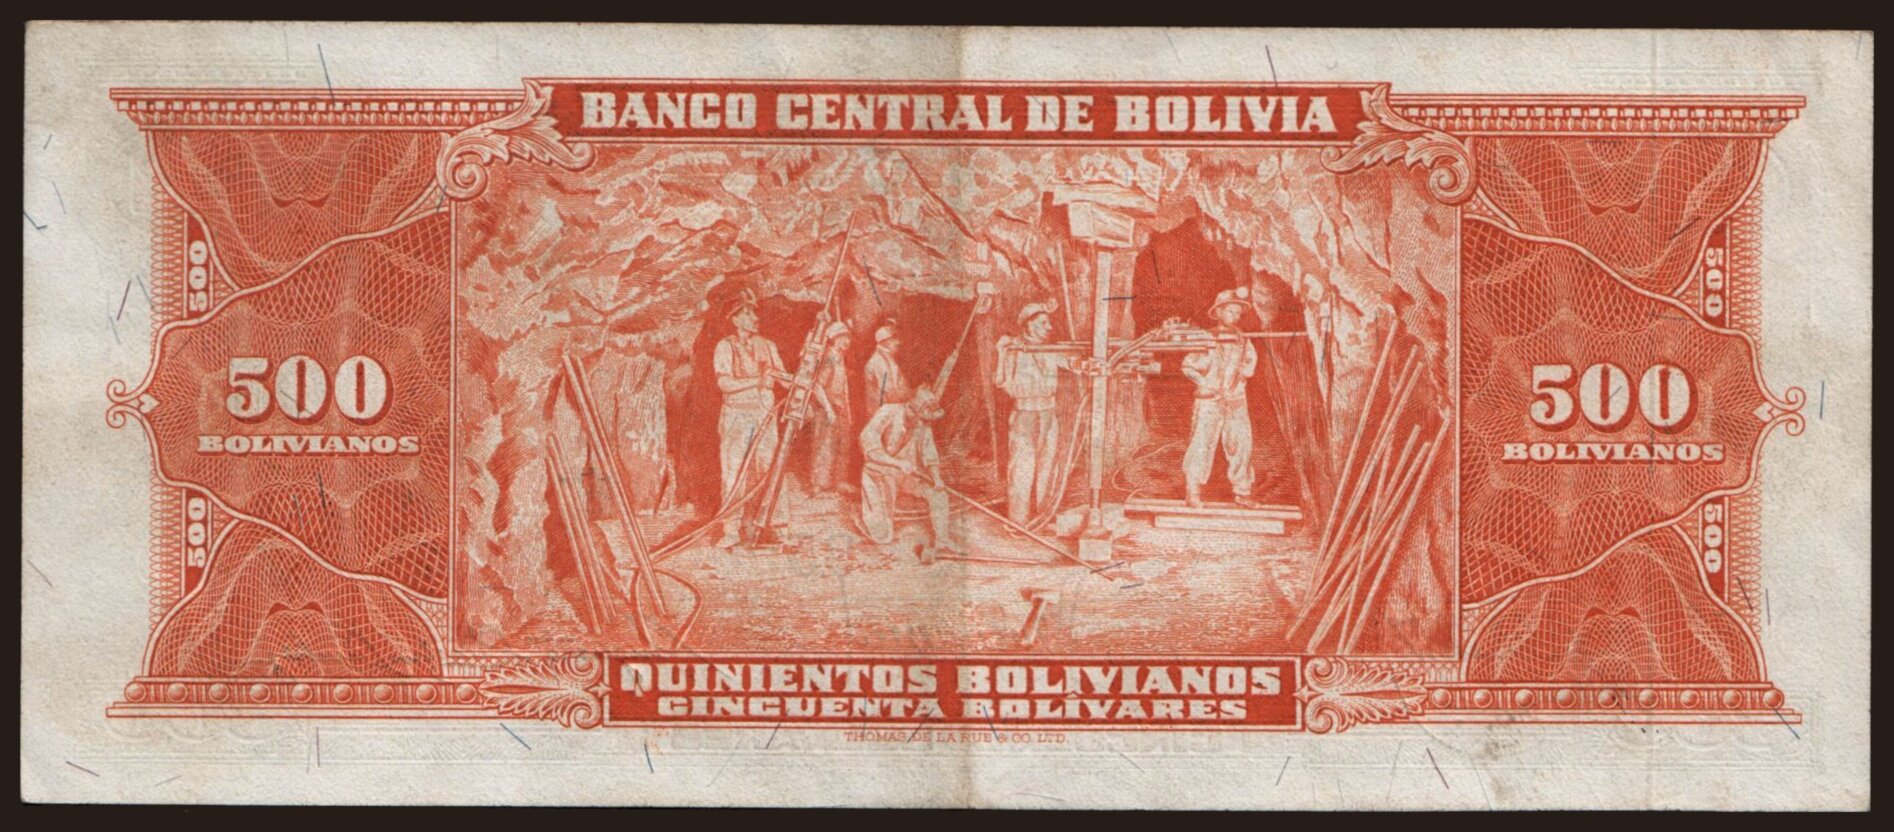 BANCO CENTRAL DE BOLIVIA
500
500
500
BOLIVIANOS
500
BOLIVIANOS
500
500
QUINIENTOS BOLIVIANOS
CINCUENTA BOLÍVARES
THOMAS DE LA RUE & CO. LTD.